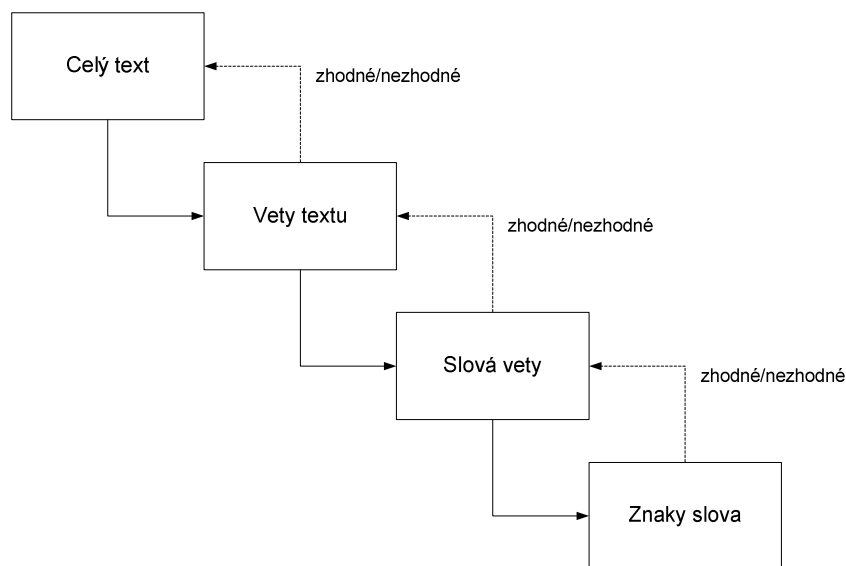 Celý text
zhodné/nezhodné
Vety textu
zhodné/nezhodné
Slová vety
zhodné/nezhodné
Znaky slova